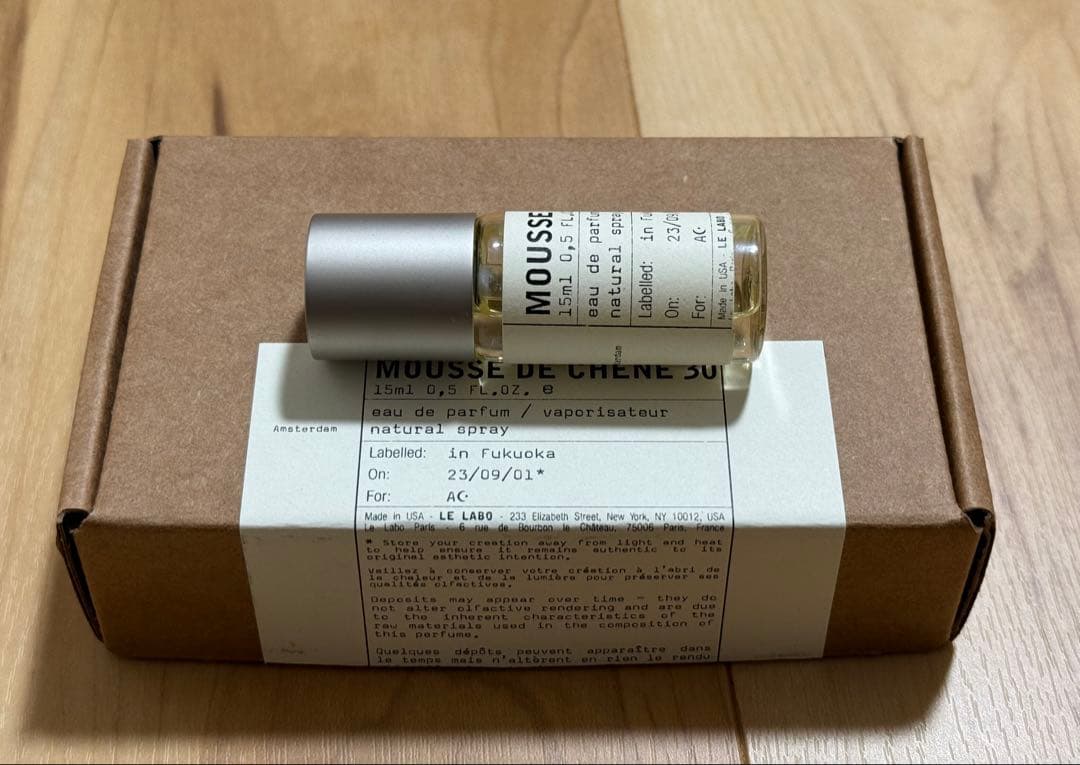 MOUSSE
15ml 0,5 FL.
eau de parfu
natural spra
Labelled: in Fu
On: 23/09
For: AC
Made in USA - LE LABO
MOUSSE DE CHENE 30
15ml 0,5 FL.OZ. e
eau de parfum / vaporisateur
natural spray
Amsterdam
Labelled: in Fukuoka
On: 23/09/01*
For: AC
Made in USA - LE LABO - 233 Elizabeth Street, New York, NY 10012, USA
Le Labo Paris - 6 rue de Bourbon le Château, 75006 Paris, France
* Store your creation away from light and heat
to help ensure it remains authentic to its
original esthetic intention.
Veillez à conserver votre création à l'abri de
la chaleur et de la lumière pour préserver ses
qualités olfactives.
Deposits may appear over time - they do
not alter olfactive rendering and are due
to the inherent characteristics of the
raw materials used in the composition of
this perfume.
Quelques dépôts peuvent apparaître dans
le temps mais n'altèrent en rien le rendu